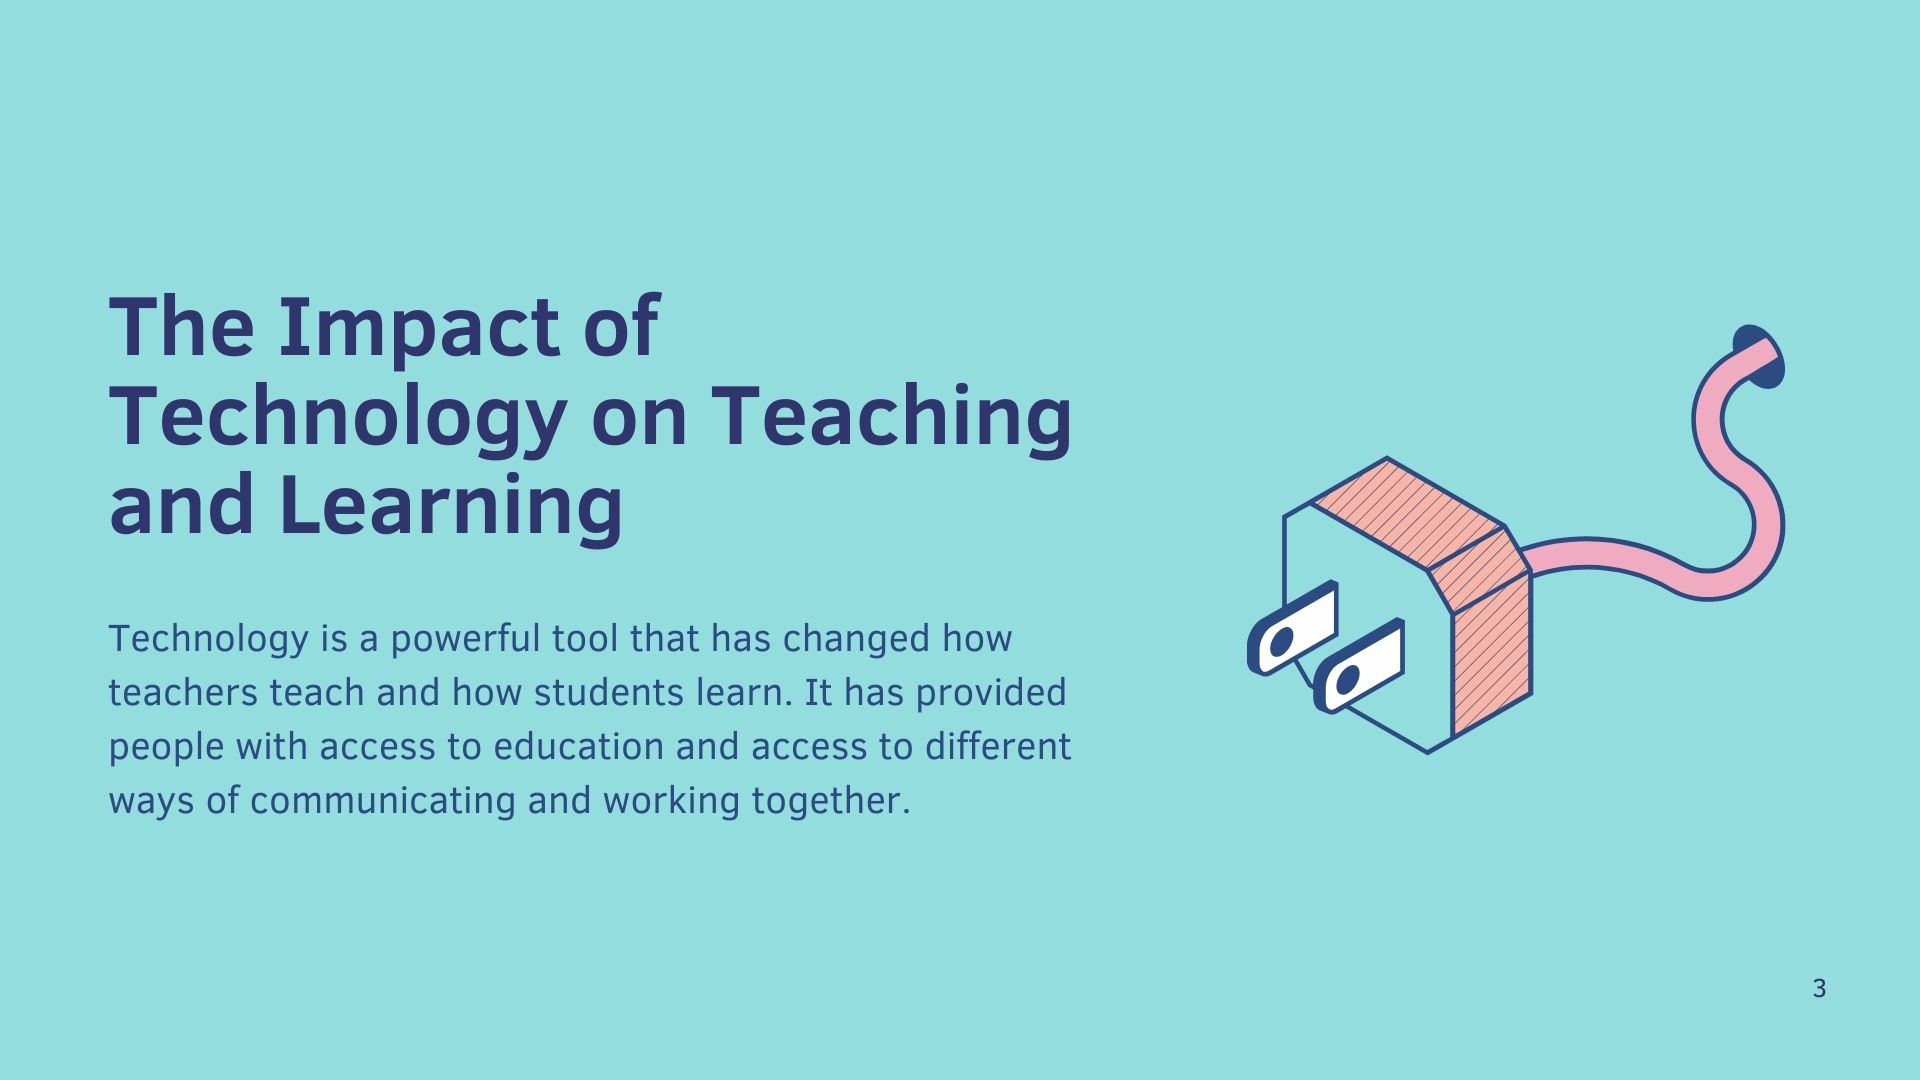 The Impact of
Technology on Teaching
and Learning
Technology is a powerful tool that has changed how
teachers teach and how students learn. It has provided
people with access to education and access to different
ways of communicating and working together.
3